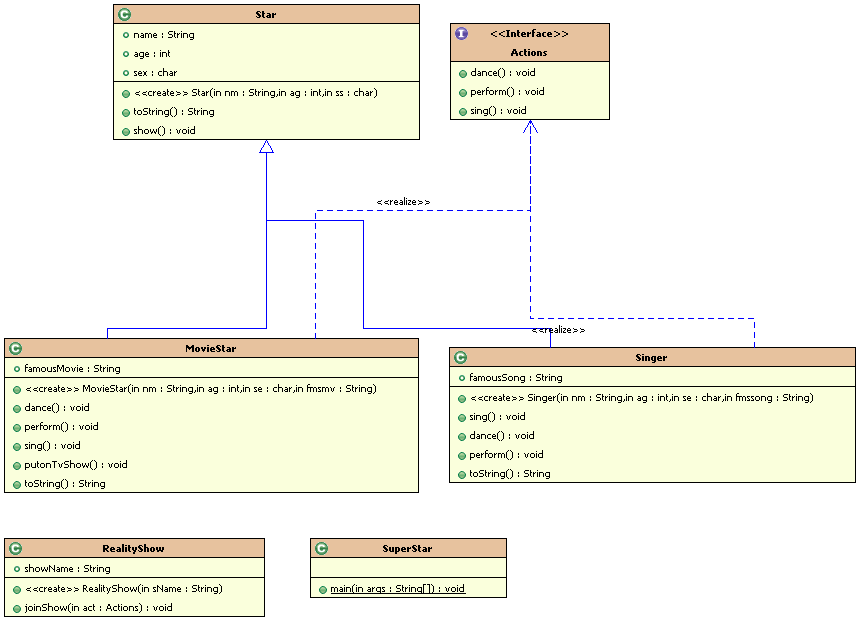 C Star
name : String
age : int
sex : char
<<create>> Star(in nm : String,in ag : int,in ss : char)
toString() : String
show() : void
I <<Interface>>
Actions
dance() : void
perform() : void
sing() : void
<<realize>>
<<realize>>
C MovieStar
famousMovie : String
<<create>> MovieStar(in nm : String,in ag : int,in se : char,in fmsmv : String)
dance() : void
perform() : void
sing() : void
putonTvShow() : void
toString() : String
C Singer
famousSong : String
<<create>> Singer(in nm : String,in ag : int,in se : char,in fmssong : String)
sing() : void
dance() : void
perform() : void
toString() : String
C RealityShow
showName : String
<<create>> RealityShow(in sName : String)
joinShow(in act : Actions) : void
C SuperStar
main(in args : String[]) : void